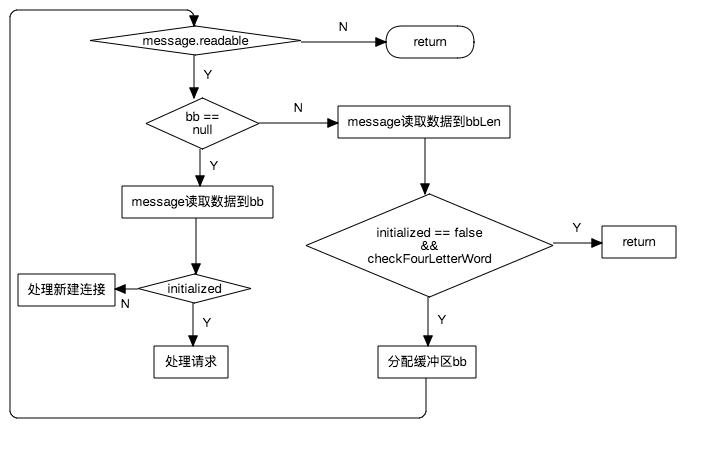 message.readable
N
return
Y
bb ==
null
N
message读取数据到bbLen
Y
message读取数据到bb
initialized == false
&&
checkFourLetterWord
Y
return
处理新建连接
N
initialized
Y
Y
处理请求
分配缓冲区bb